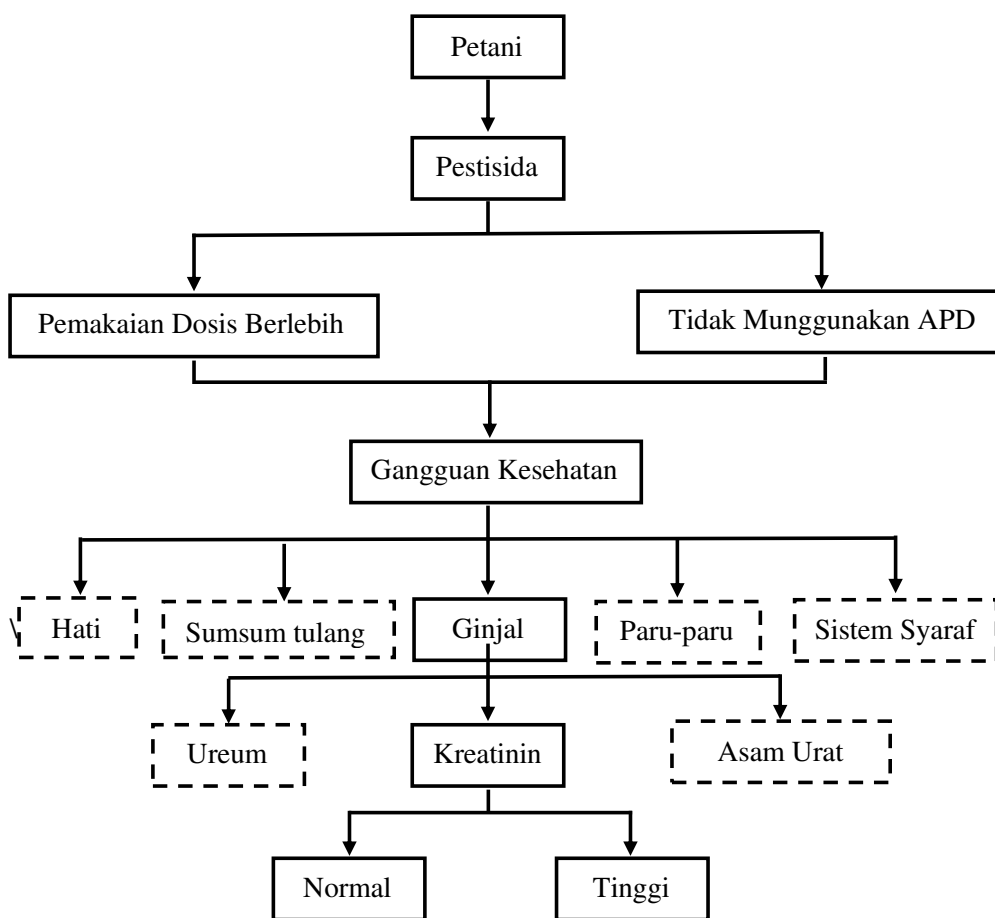 Petani
Pestisida
Pemakaian Dosis Berlebih
Tidak Munggunakan APD
Gangguan Kesehatan
\
Hati
Sumsum tulang
Ginjal
Paru-paru
Sistem Syaraf
Ureum
Kreatinin
Asam Urat
Normal
Tinggi